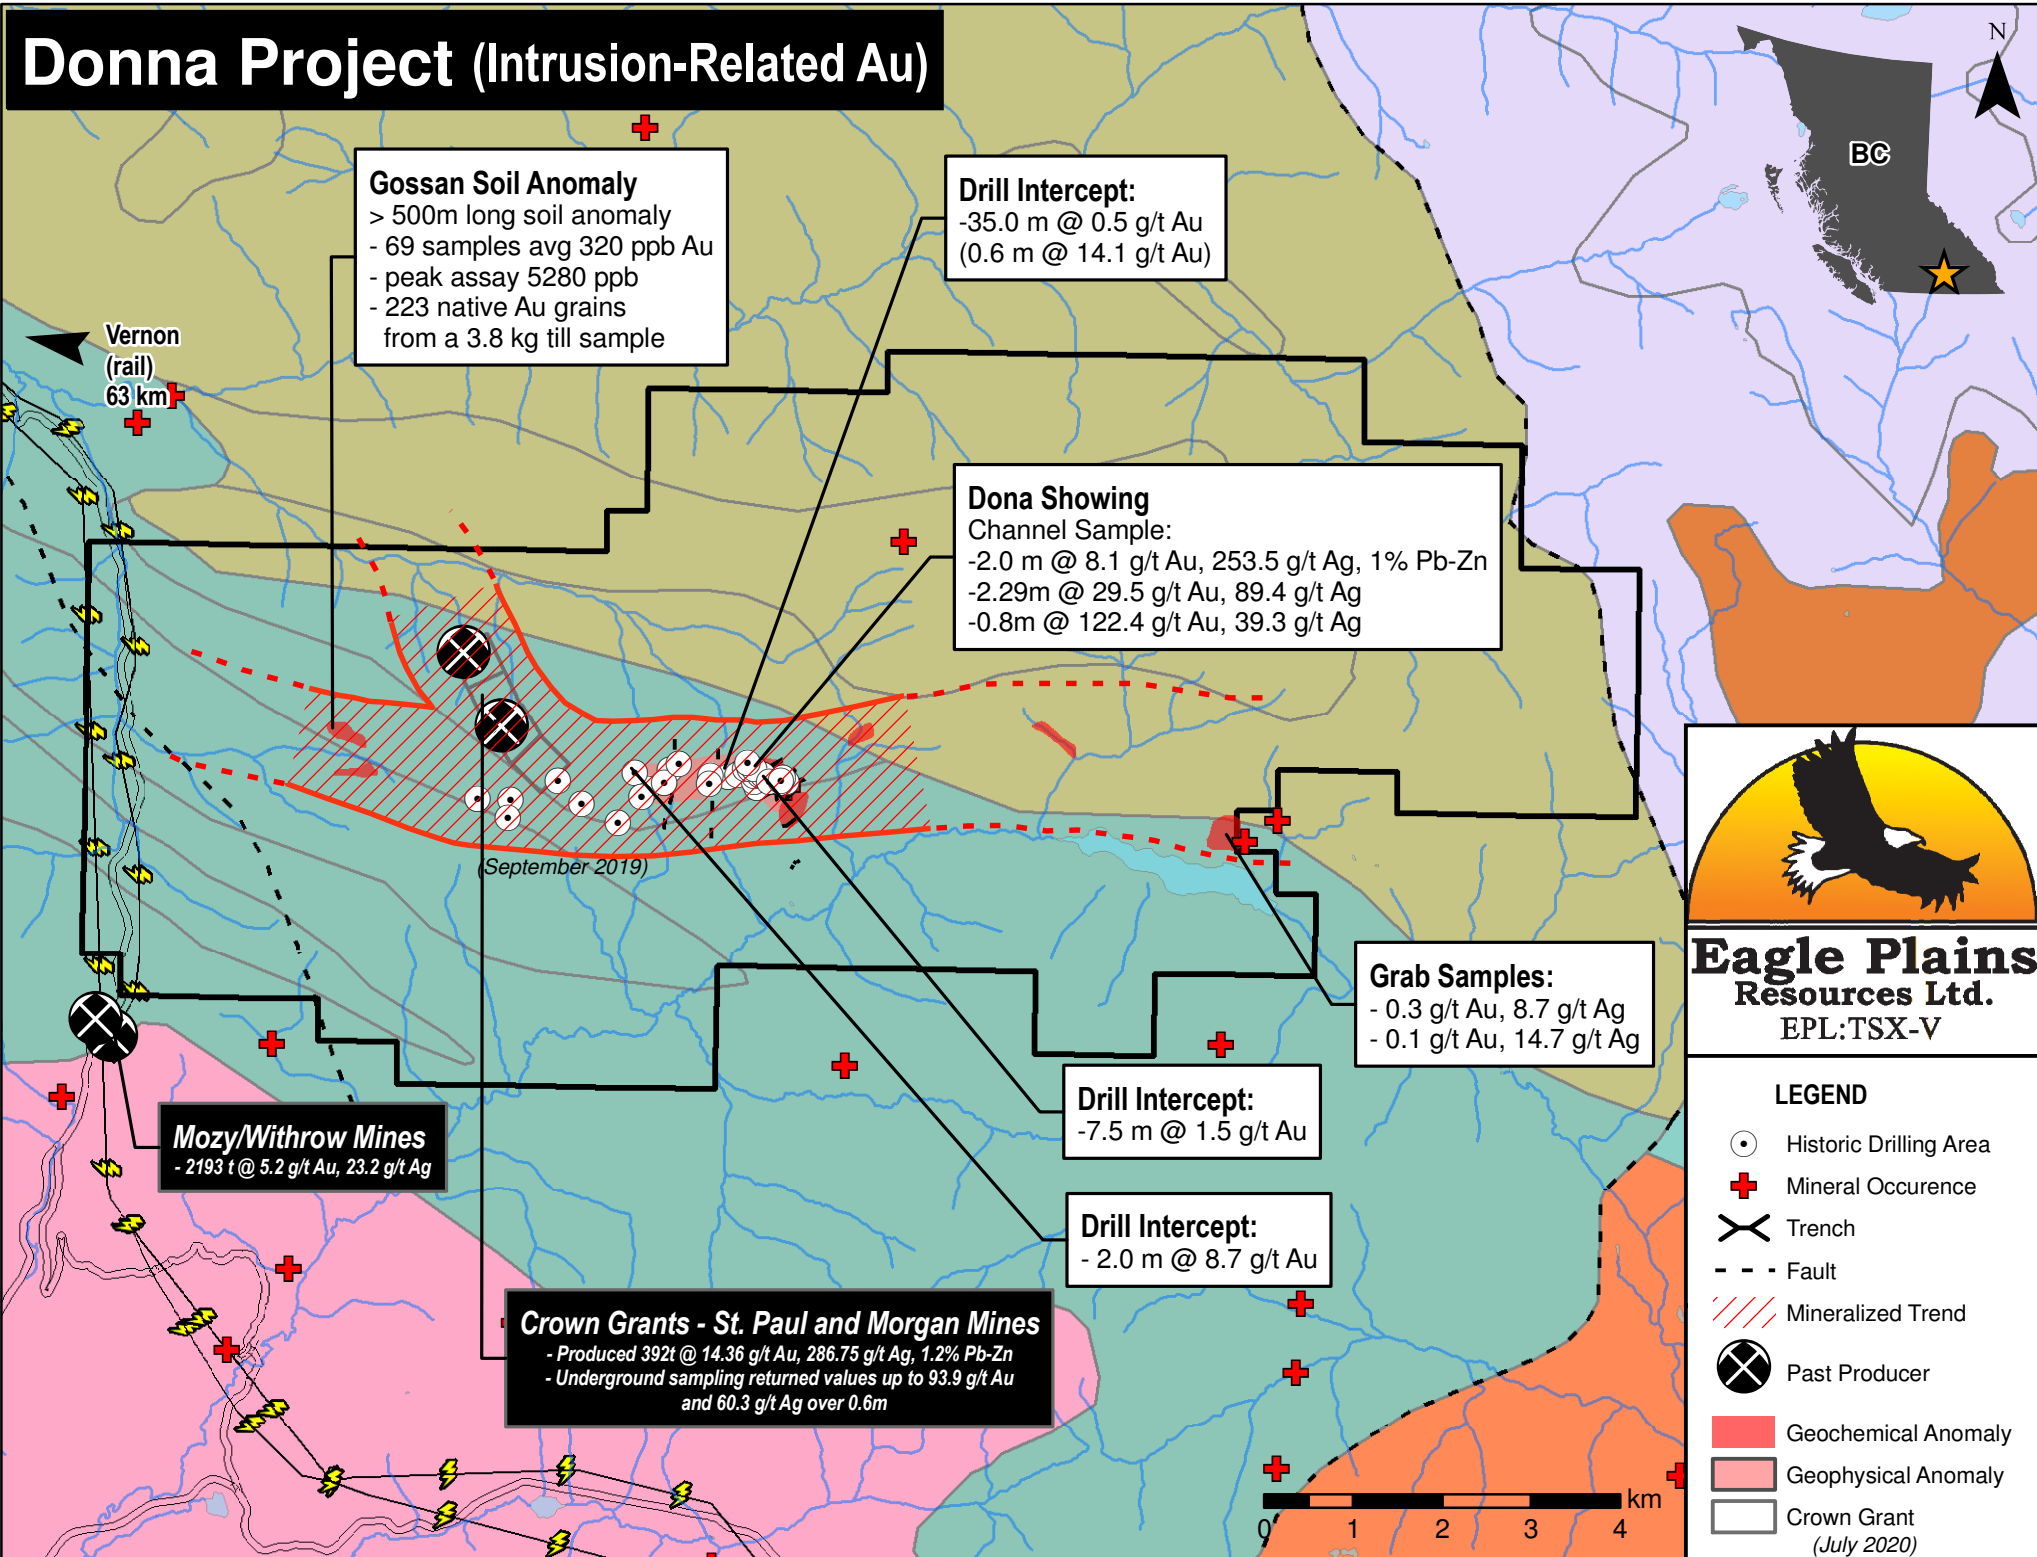 Donna Project (Intrusion-Related Au)
N
BC
Gossan Soil Anomaly
> 500m long soil anomaly
- 69 samples avg 320 ppb Au
- peak assay 5280 ppb
- 223 native Au grains
from a 3.8 kg till sample
Drill Intercept:
-35.0 m @ 0.5 g/t Au
(0.6 m @ 14.1 g/t Au)
Vernon
(rail)
63 km
Dona Showing
Channel Sample:
-2.0 m @ 8.1 g/t Au, 253.5 g/t Ag, 1% Pb-Zn
-2.29m @ 29.5 g/t Au, 89.4 g/t Ag
-0.8m @ 122.4 g/t Au, 39.3 g/t Ag
(September 2019)
Grab Samples:
- 0.3 g/t Au, 8.7 g/t Ag
- 0.1 g/t Au, 14.7 g/t Ag
Drill Intercept:
-7.5 m @ 1.5 g/t Au
Mozy/Withrow Mines
- 2193 t @ 5.2 g/t Au, 23.2 g/t Ag
Drill Intercept:
- 2.0 m @ 8.7 g/t Au
Crown Grants - St. Paul and Morgan Mines
- Produced 392t @ 14.36 g/t Au, 286.75 g/t Ag, 1.2% Pb-Zn
- Underground sampling returned values up to 93.9 g/t Au
and 60.3 g/t Ag over 0.6m
Eagle Plains
Resources Ltd.
EPL:TSX-V
LEGEND
Historic Drilling Area
Mineral Occurence
Trench
Fault
Mineralized Trend
Past Producer
Geochemical Anomaly
Geophysical Anomaly
Crown Grant
(July 2020)
km
0 1 2 3 4